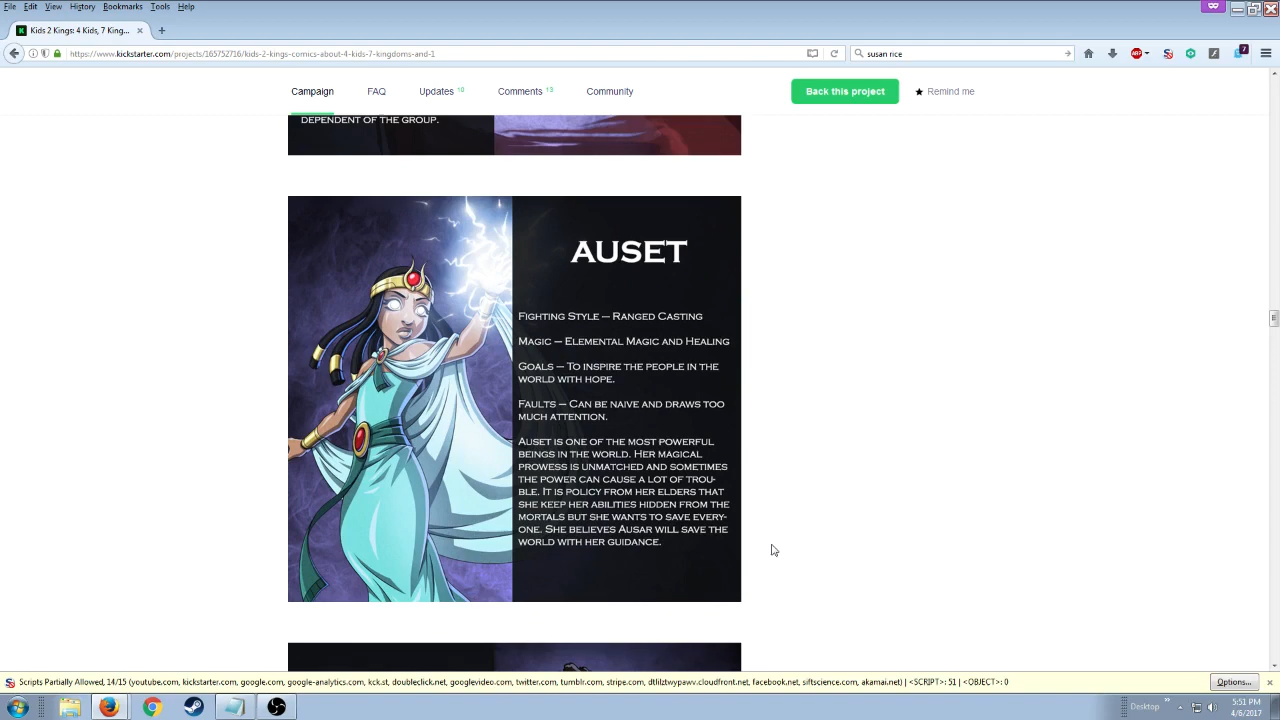 File Edit View History Bookmarks Tools Help
Kids 2 Kings: 4 Kids, 7 King...
https://www.kickstarter.com/projects/165752716/kids-2-kings-comics-about-4-kids-7-kingdoms-and-1
susan rice
ABP
7
Campaign FAQ Updates 10 Comments 13 Community Back this project Remind me
DEPENDENT OF THE GROUP.
AUSET
FIGHTING STYLE – RANGED CASTING
MAGIC – ELEMENTAL MAGIC AND HEALING
GOALS – TO INSPIRE THE PEOPLE IN THE
WORLD WITH HOPE.
FAULTS – CAN BE NAIVE AND DRAWS TOO
MUCH ATTENTION.
AUSET IS ONE OF THE MOST POWERFUL
BEINGS IN THE WORLD. HER MAGICAL
PROWESS IS UNMATCHED AND SOMETIMES
THE POWER CAN CAUSE A LOT OF TROU-
BLE. IT IS POLICY FROM HER ELDERS THAT
SHE KEEP HER ABILITIES HIDDEN FROM THE
MORTALS BUT SHE WANTS TO SAVE EVERY-
ONE. SHE BELIEVES AUSAR WILL SAVE THE
WORLD WITH HER GUIDANCE.
Scripts Partially Allowed, 14/15 (youtube.com, kickstarter.com, google.com, google-analytics.com, kck.st, doubleclick.net, googlevideo.com, twitter.com, tumblr.com, stripe.com, dtlilztwypawv.cloudfront.net, facebook.net, siftscience.com, akamai.net) | <SCRIPT>: 51 | <OBJECT>: 0
Options...
Desktop
5:51 PM
4/6/2017